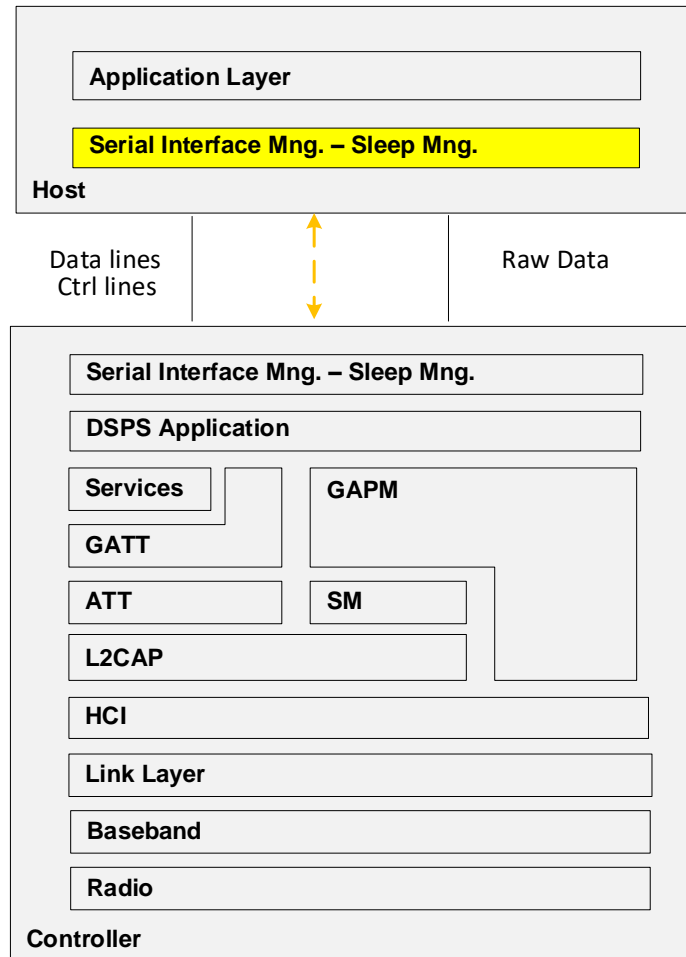 Application Layer
Serial Interface Mng. – Sleep Mng.
Host
Data lines
Ctrl lines
Raw Data
Serial Interface Mng. – Sleep Mng.
DSPS Application
Services
GAPM
GATT
ATT
SM
L2CAP
HCI
Link Layer
Baseband
Radio
Controller